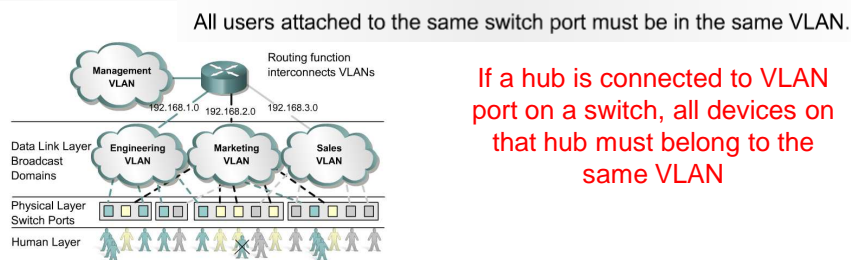 All users attached to the same switch port must be in the same VLAN.
Routing function
interconnects VLANs
Management
VLAN
192.168.1.0 192.168.2.0 192.168.3.0
If a hub is connected to VLAN
port on a switch, all devices on
that hub must belong to the
same VLAN
Data Link Layer
Broadcast
Domains
Engineering
VLAN
Marketing
VLAN
Sales
VLAN
Physical Layer
Switch Ports
Human Layer